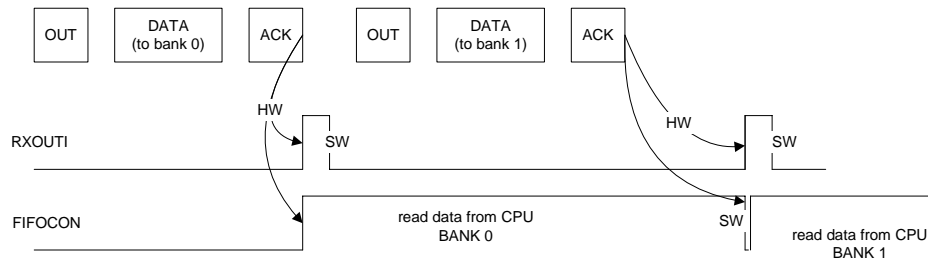 OUT
DATA
(to bank 0)
ACK
OUT
DATA
(to bank 1)
ACK
HW
HW
RXOUTI
SW
SW
FIFOCON
read data from CPU
BANK 0
SW
read data from CPU
BANK 1